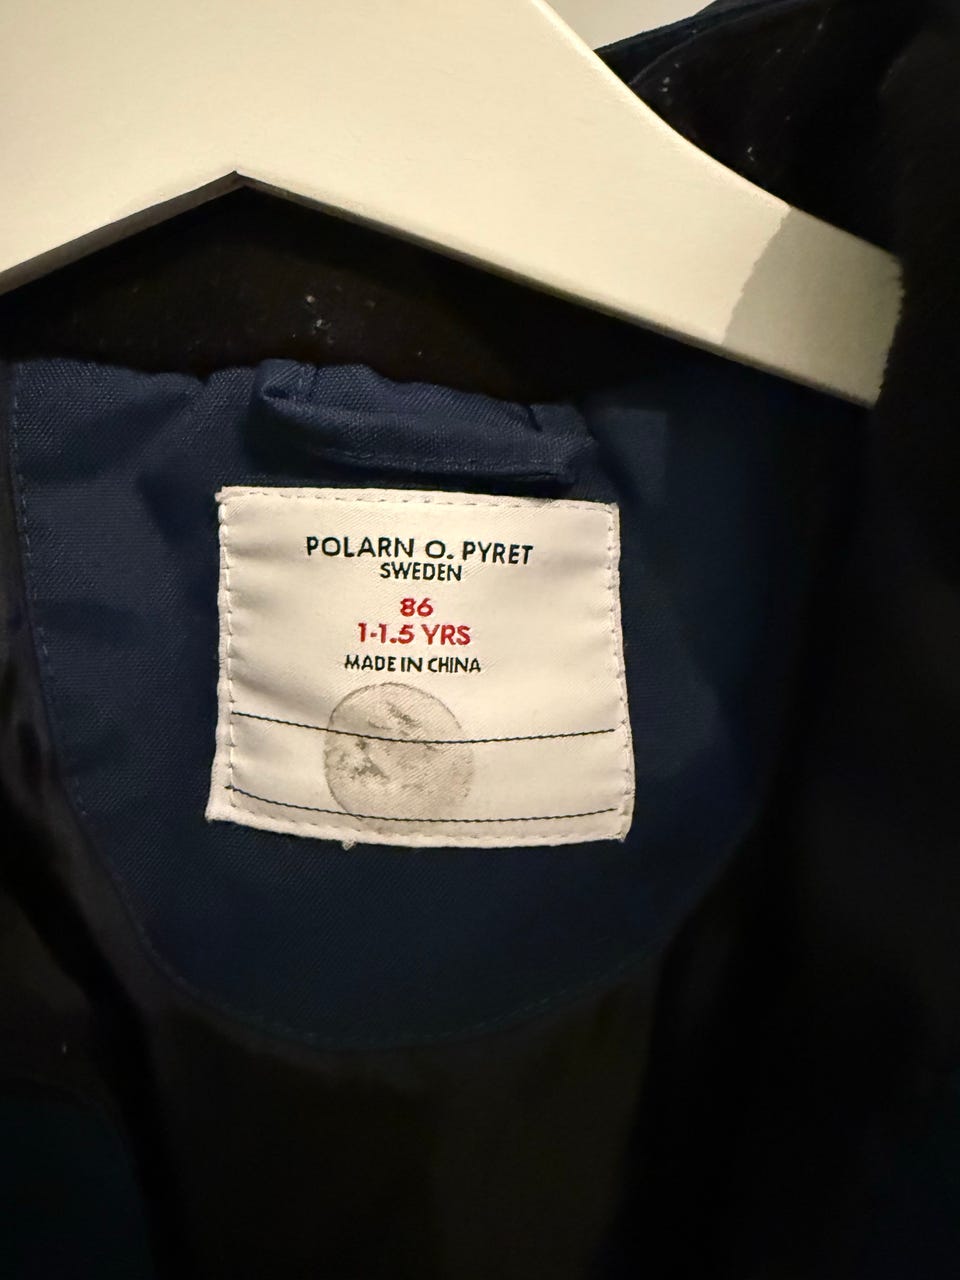 POLARN O. PYRET
SWEDEN
86
1-1.5 YRS
MADE IN CHINA